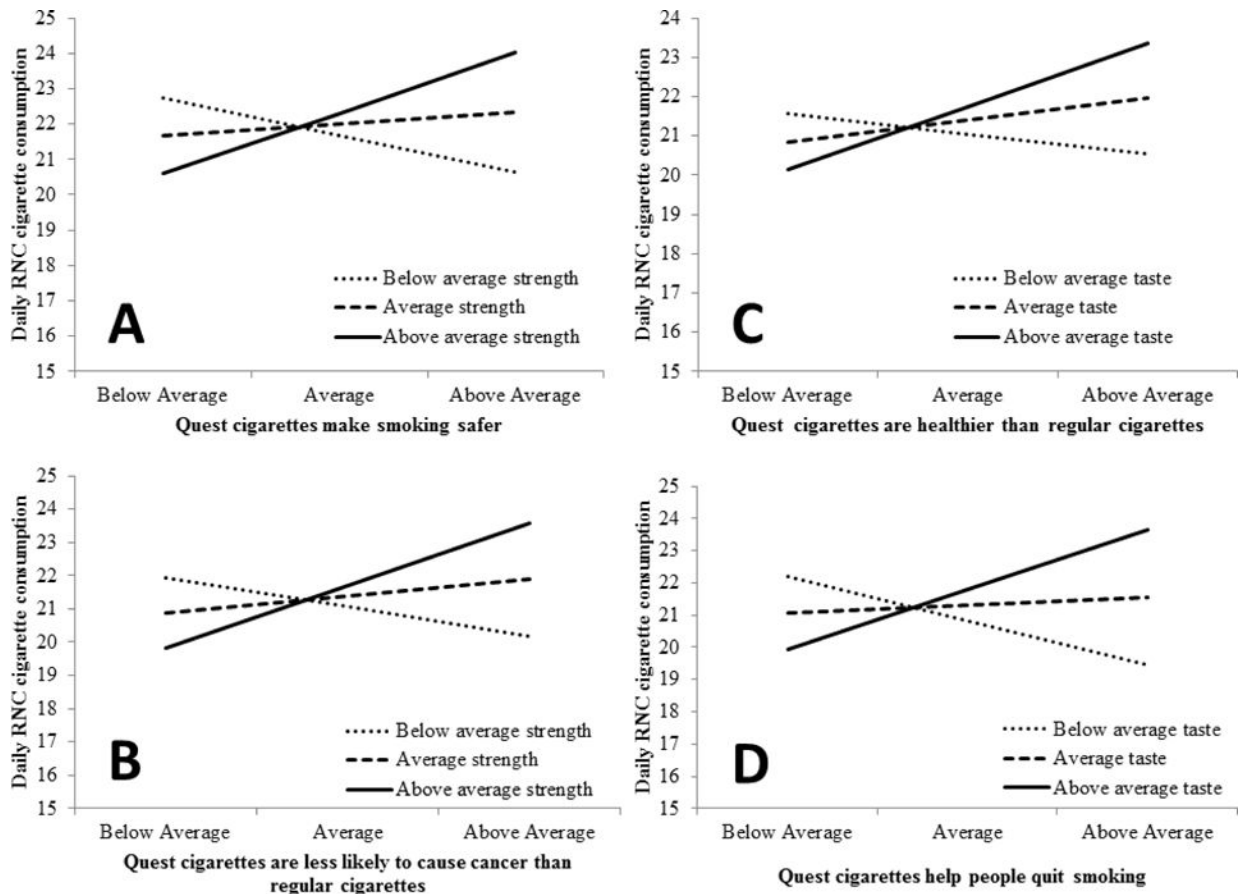 Daily RNC cigarette consumption
25
24
23
22
21
20
19
18
17
16
15
Below average strength
Average strength
Above average strength
A
Below Average Average Above Average
Quest cigarettes make smoking safer
Daily RNC cigarette consumption
24
23
22
21
20
19
18
17
16
15
Below average taste
Average taste
Above average taste
C
Below Average Average Above Average
Quest cigarettes are healthier than regular cigarettes
Daily RNC cigarette consumption
25
24
23
22
21
20
19
18
17
16
15
Below average strength
Average strength
Above average strength
B
Below Average Average Above Average
Quest cigarettes are less likely to cause cancer than
regular cigarettes
Daily RNC cigarette consumption
25
24
23
22
21
20
19
18
17
16
15
Below average taste
Average taste
Above average taste
D
Below Average Average Above Average
Quest cigarettes help people quit smoking